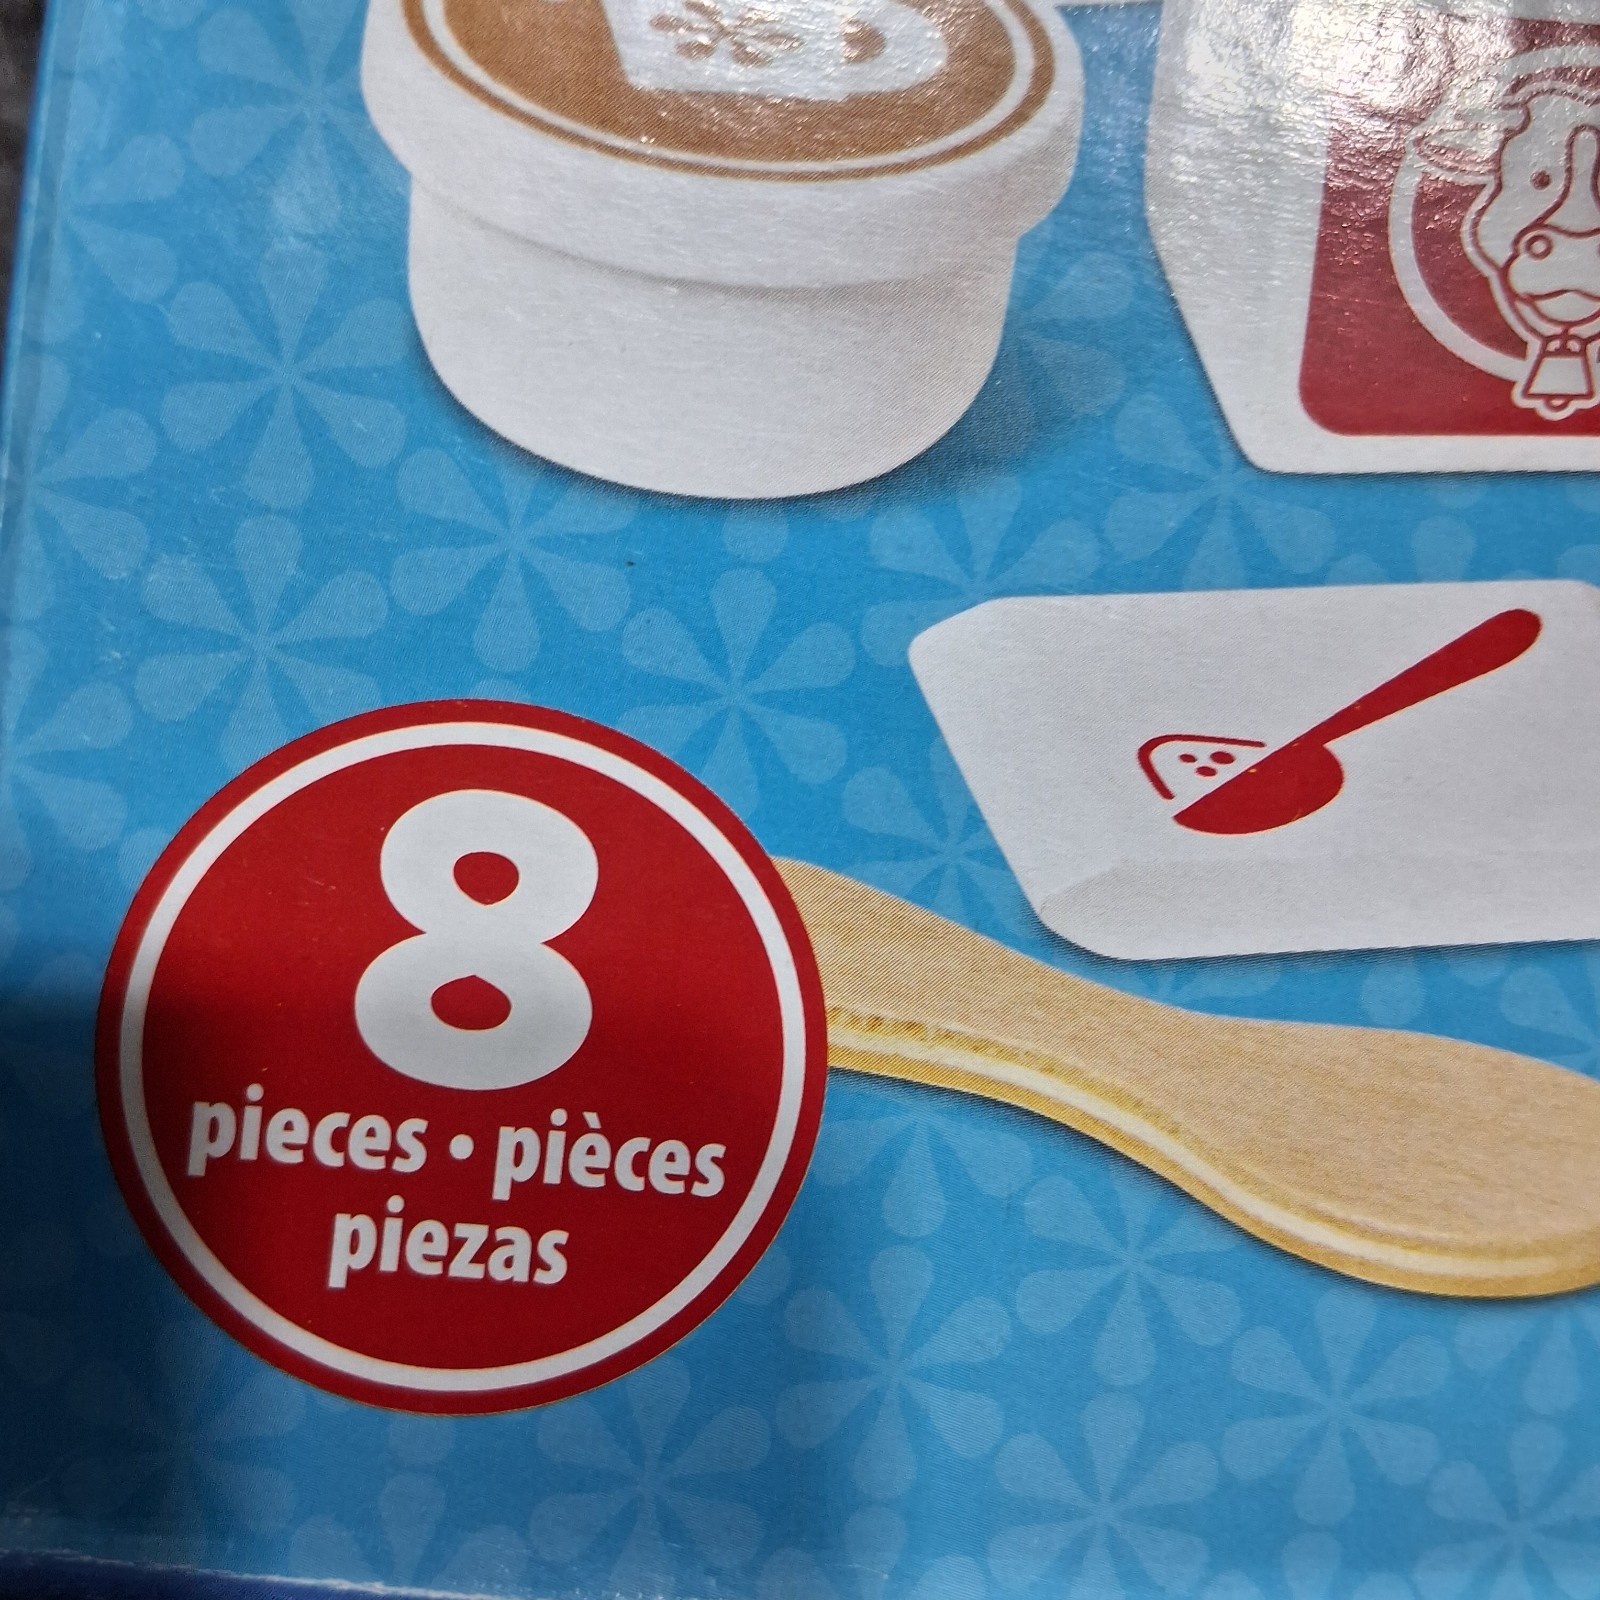 8
pieces • pièces
piezas